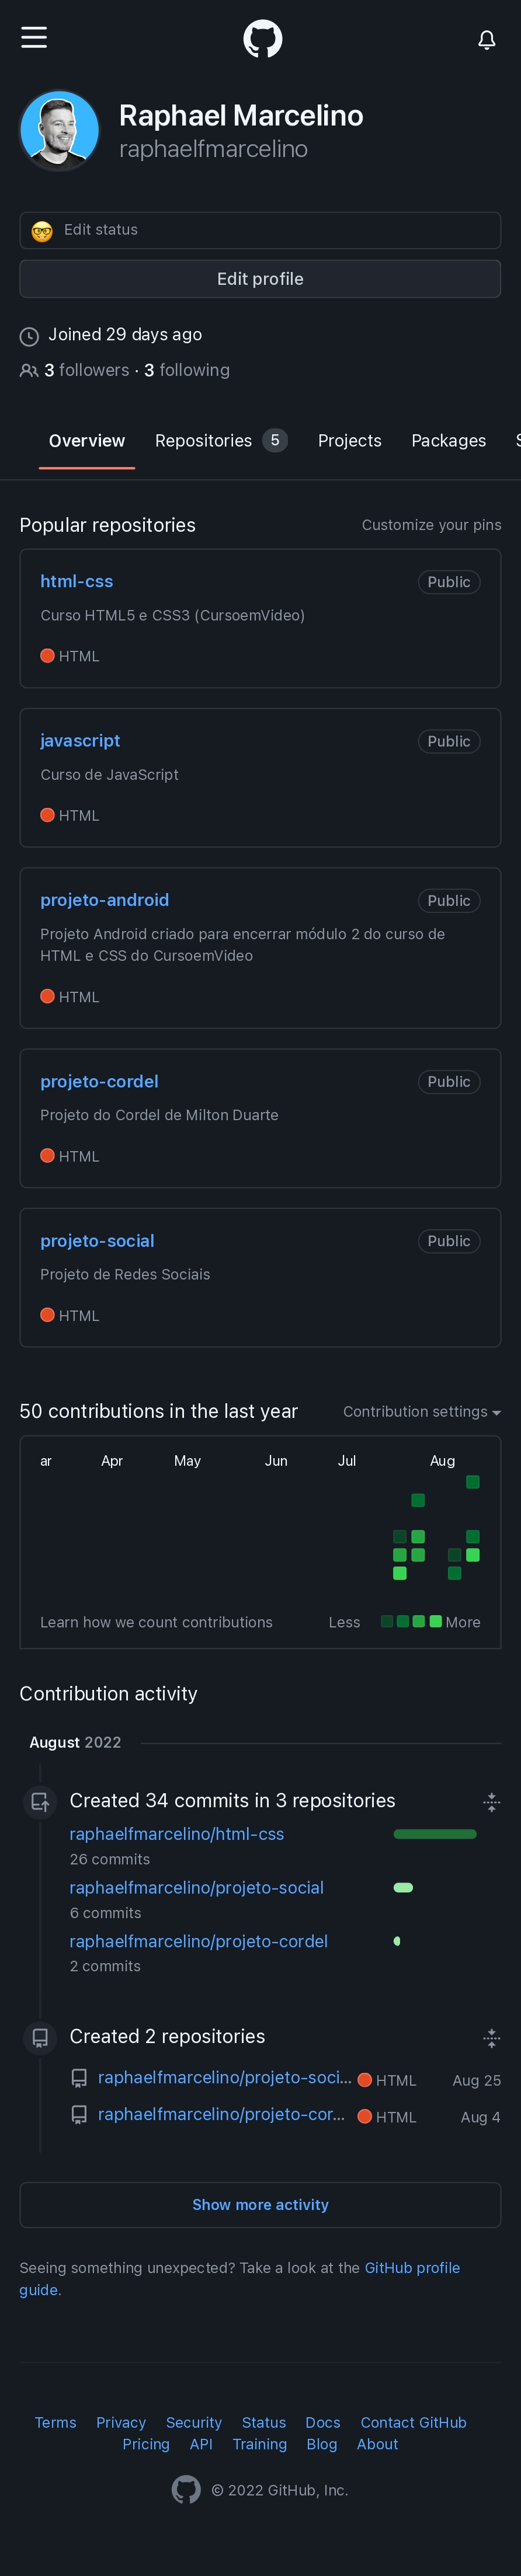 Raphael Marcelino
raphaelfmarcelino
Edit status
Edit profile
Joined 29 days ago
3 followers · 3 following
Overview Repositories 5 Projects Packages S
Popular repositories Customize your pins
html-css Public
Curso HTML5 e CSS3 (CursoemVideo)
HTML
javascript Public
Curso de JavaScript
HTML
projeto-android Public
Projeto Android criado para encerrar módulo 2 do curso de
HTML e CSS do CursoemVideo
HTML
projeto-cordel Public
Projeto do Cordel de Milton Duarte
HTML
projeto-social Public
Projeto de Redes Sociais
HTML
50 contributions in the last year Contribution settings
ar Apr May Jun Jul Aug
Learn how we count contributions Less More
Contribution activity
August 2022
Created 34 commits in 3 repositories
raphaelfmarcelino/html-css
26 commits
raphaelfmarcelino/projeto-social
6 commits
raphaelfmarcelino/projeto-cordel
2 commits
Created 2 repositories
raphaelfmarcelino/projeto-soci... HTML Aug 25
raphaelfmarcelino/projeto-cor... HTML Aug 4
Show more activity
Seeing something unexpected? Take a look at the GitHub profile
guide.
Terms Privacy Security Status Docs Contact GitHub
Pricing API Training Blog About
© 2022 GitHub, Inc.